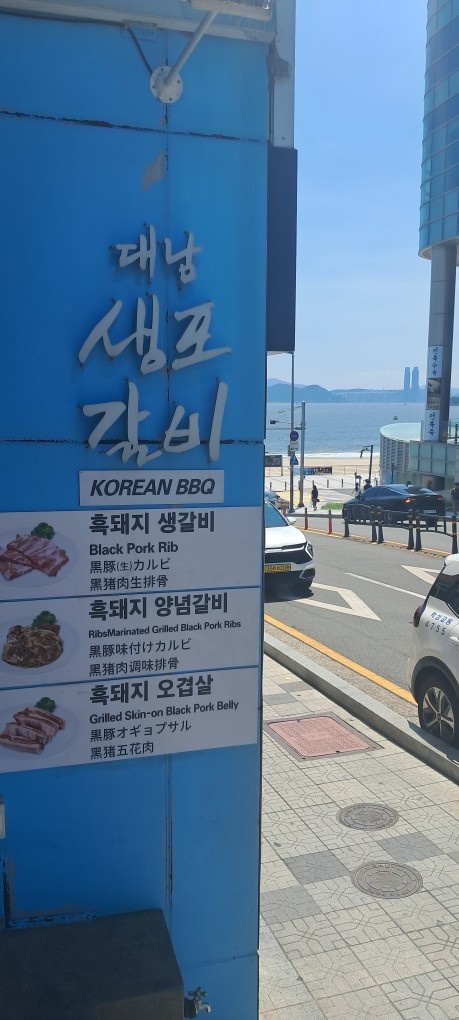 대남
생포
갈비
KOREAN BBQ
흑돼지 생갈비
Black Pork Rib
黒豚(生)カルビ
黑猪肉生排骨
흑돼지 양념갈비
RibsMarinated Grilled Black Pork Ribs
黒豚味付けカルビ
黑猪肉调味排骨
흑돼지 오겹살
Grilled Skin-on Black Pork Belly
黒豚オギョプサル
黑猪五花肉
4755